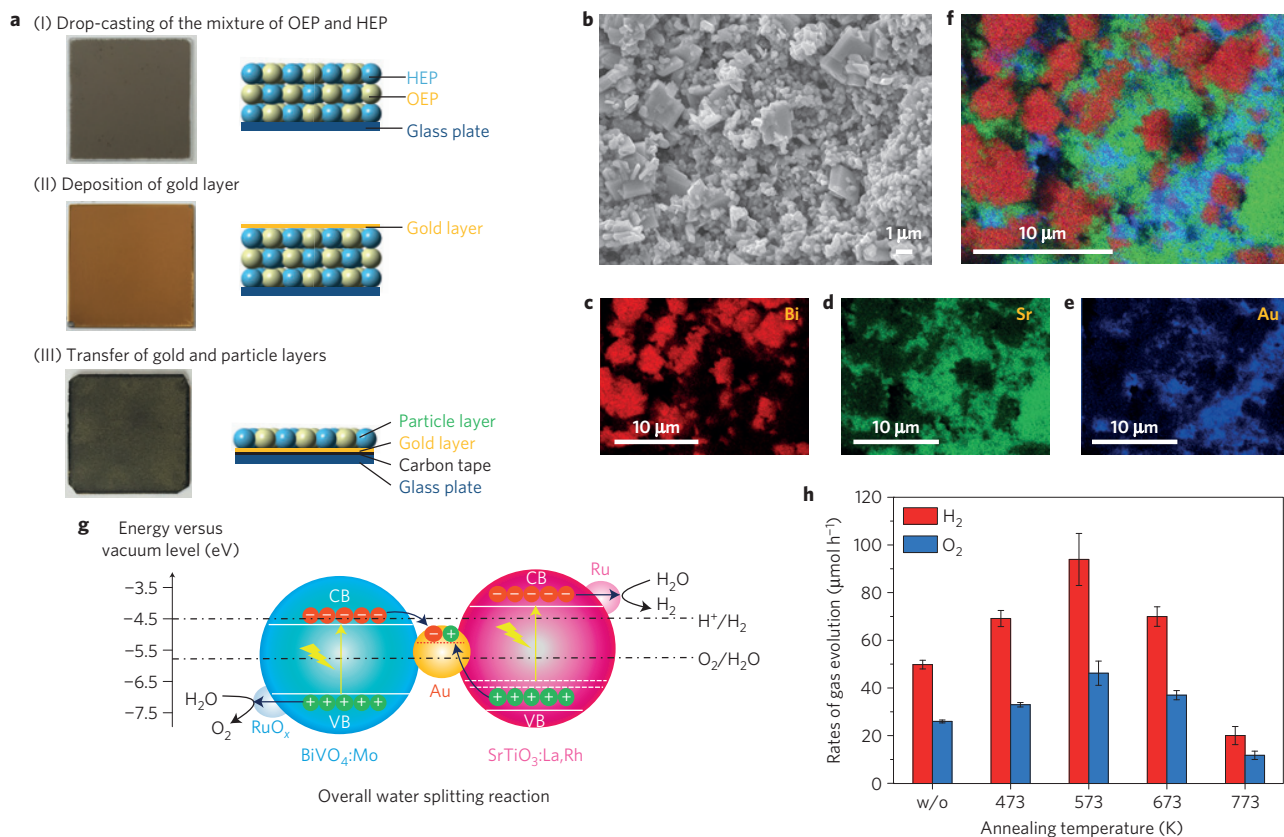 a (I) Drop-casting of the mixture of OEP and HEP
HEP
OEP
Glass plate
(II) Deposition of gold layer
Gold layer
(III) Transfer of gold and particle layers
Particle layer
Gold layer
Carbon tape
Glass plate
b
1 μm
f
10 μm
c
Bi
10 μm
d
Sr
10 μm
e
Au
10 μm
g
Energy versus
vacuum level (eV)
−3.5
−4.5
−5.5
−6.5
−7.5
CB
VB
H₂O
O₂
RuOₓ
BiVO₄:Mo
Au
CB
VB
Ru
H₂O
H₂
H⁺/H₂
O₂/H₂O
SrTiO₃:La,Rh
Overall water splitting reaction
h
Rates of gas evolution (μmol h⁻¹)
120
100
80
60
40
20
0
H₂
O₂
w/o 473 573 673 773
Annealing temperature (K)